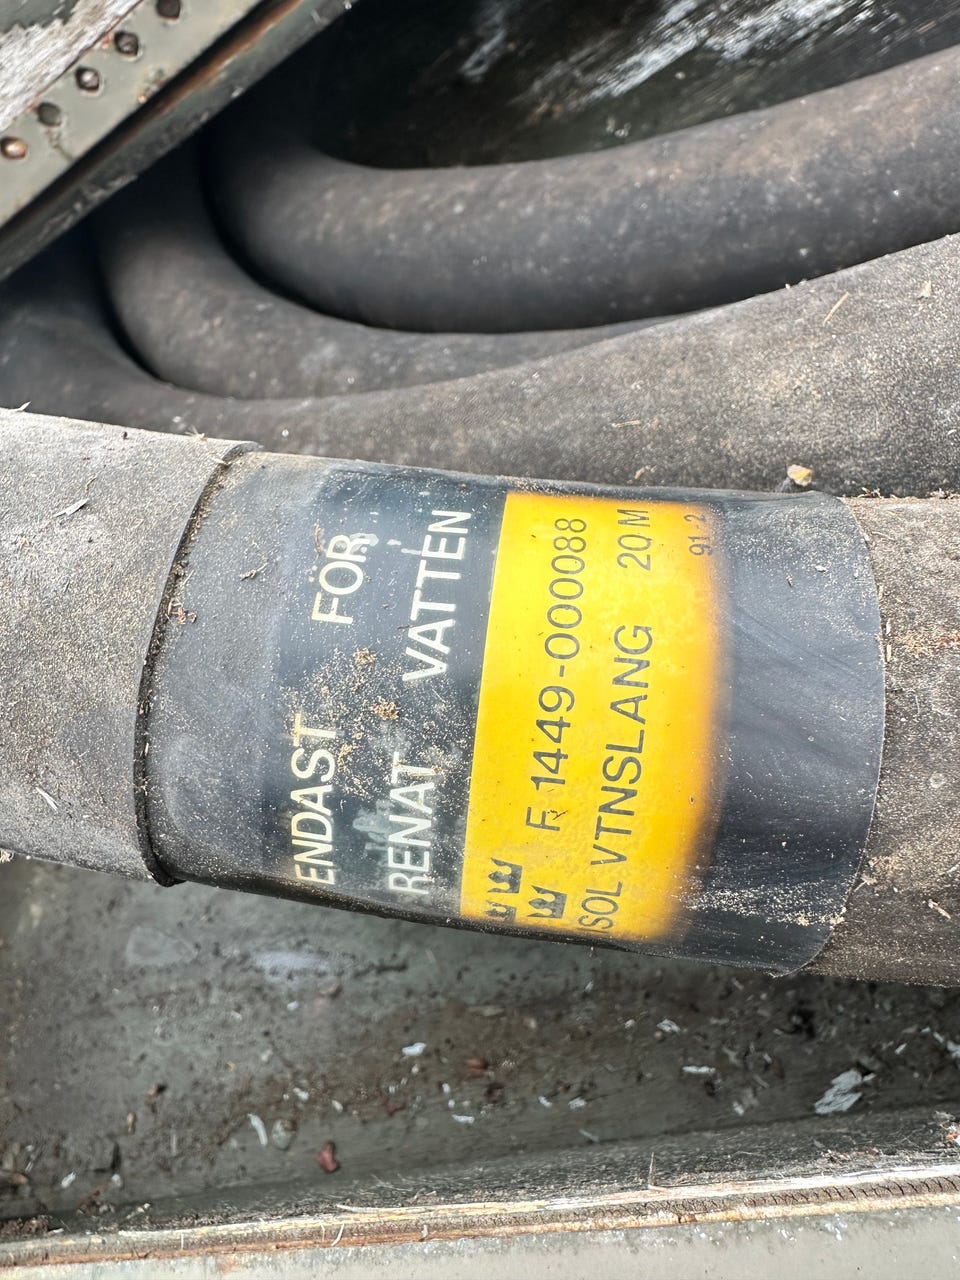 ENDAST FÖR
RENAT VATTEN
F 1449-000088
ISOL VTNSLANG 20 M
91-2